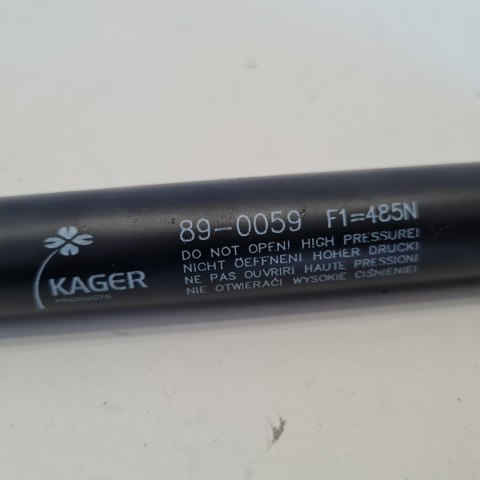 89-0059 F1=485N
DO NOT OPEN! HIGH PRESSURE!
NICHT OEFFNEN! HOHER DRUCK!
NE PAS OUVRIR! HAUTE PRESSION!
NIE OTWIERAĆ! WYSOKIE CIŚNIENIE!
KAGER
PRODUCTS